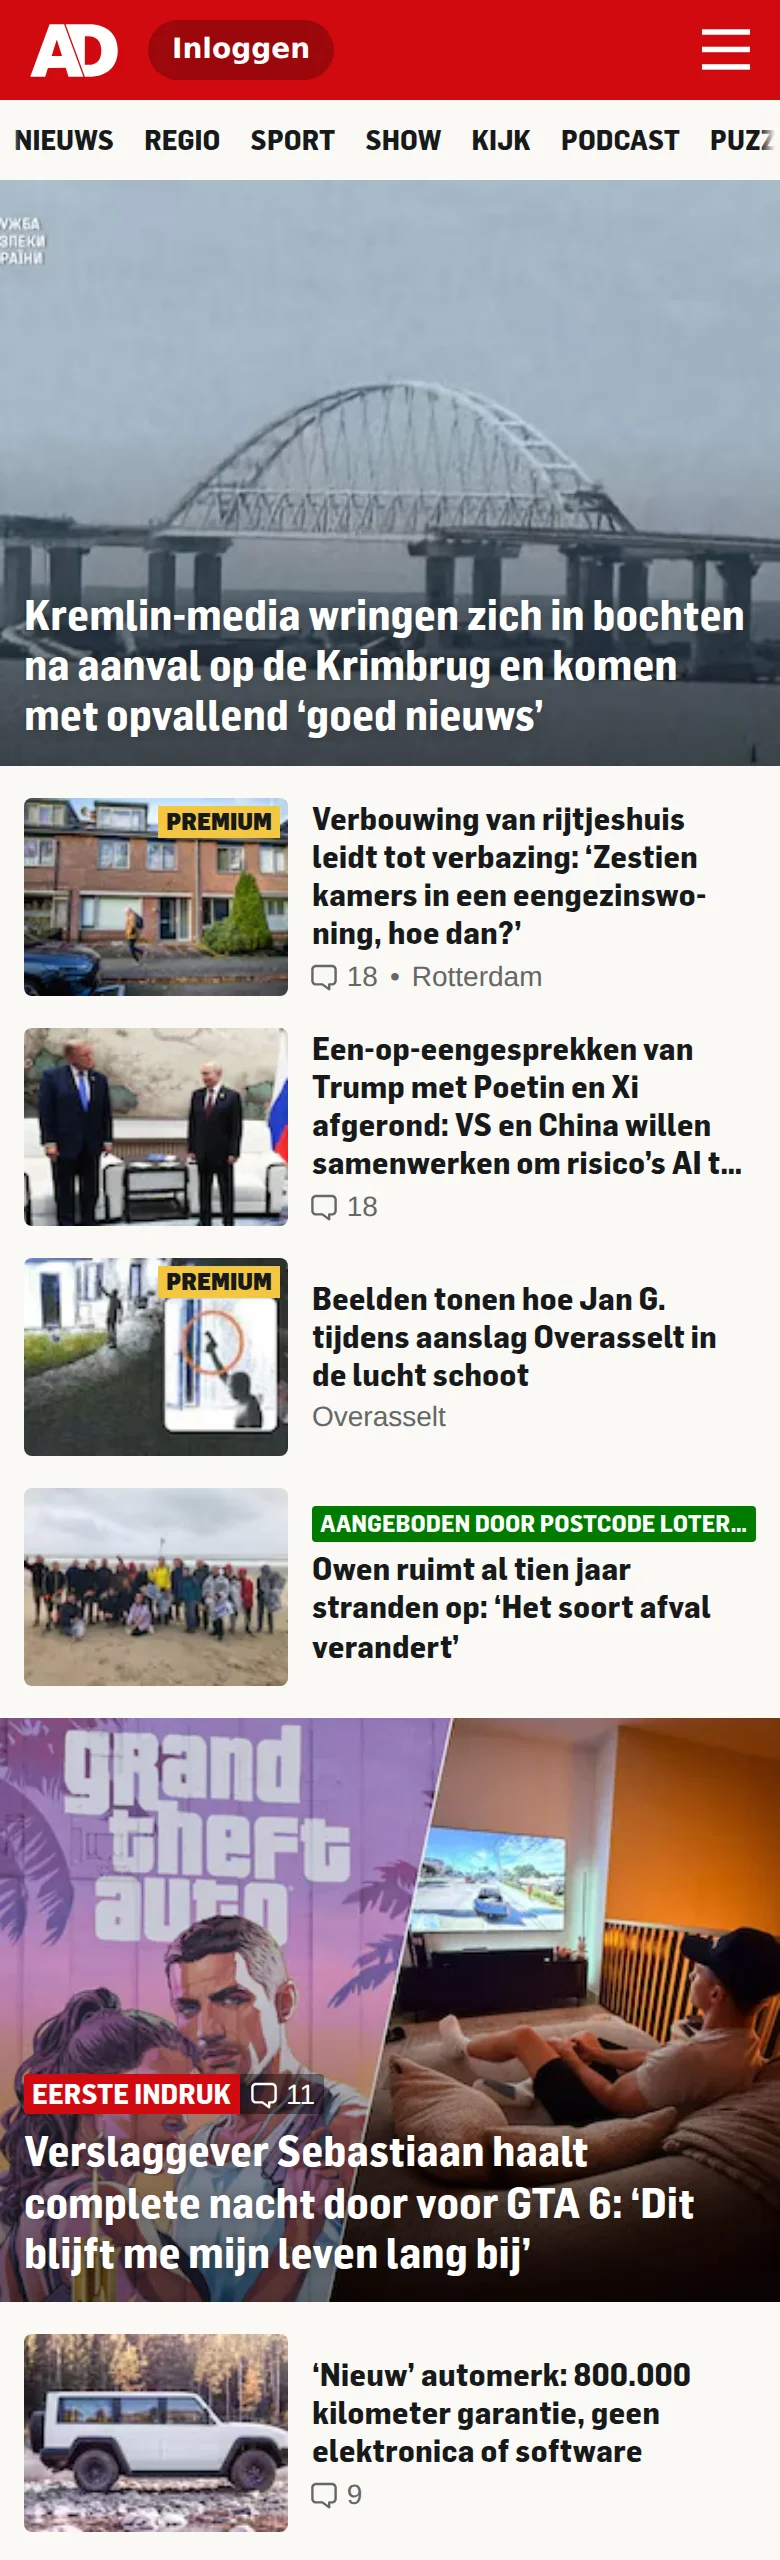 AD
Inloggen
NIEUWS REGIO SPORT SHOW KIJK PODCAST PUZZ
УЖБА
ЗПЕКИ
РАЇНИ
Kremlin-media wringen zich in bochten
na aanval op de Krimbrug en komen
met opvallend ‘goed nieuws’
PREMIUM
Verbouwing van rijtjeshuis
leidt tot verbazing: ‘Zestien
kamers in een eengezinswo-
ning, hoe dan?’
18 • Rotterdam
Een-op-eengesprekken van
Trump met Poetin en Xi
afgerond: VS en China willen
samenwerken om risico’s AI t...
18
PREMIUM
Beelden tonen hoe Jan G.
tijdens aanslag Overasselt in
de lucht schoot
Overasselt
AANGEBODEN DOOR POSTCODE LOTER...
Owen ruimt al tien jaar
stranden op: ‘Het soort afval
verandert’
grand
theft
auto
EERSTE INDRUK 11
Verslaggever Sebastiaan haalt
complete nacht door voor GTA 6: ‘Dit
blijft me mijn leven lang bij’
‘Nieuw’ automerk: 800.000
kilometer garantie, geen
elektronica of software
9